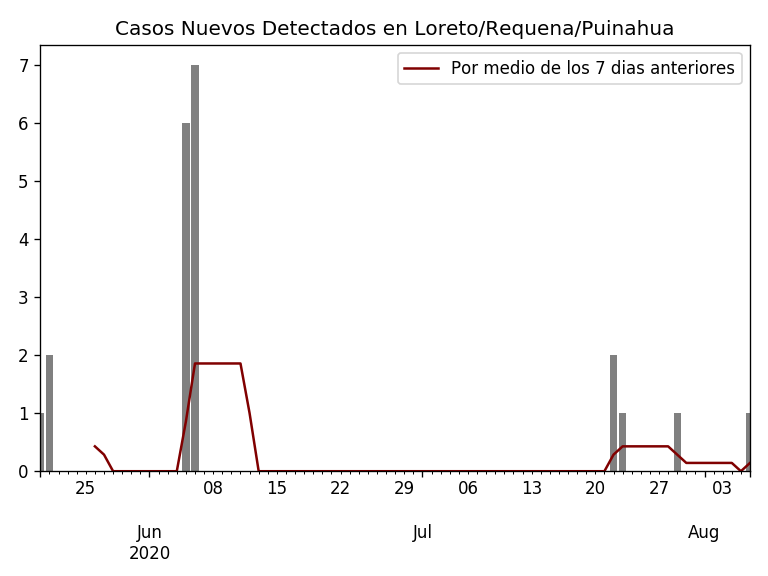 Casos Nuevos Detectados en Loreto/Requena/Puinahua
Por medio de los 7 dias anteriores
7
6
5
4
3
2
1
0
25 08 15 22 29 06 13 20 27 03
Jun Jul Aug
2020